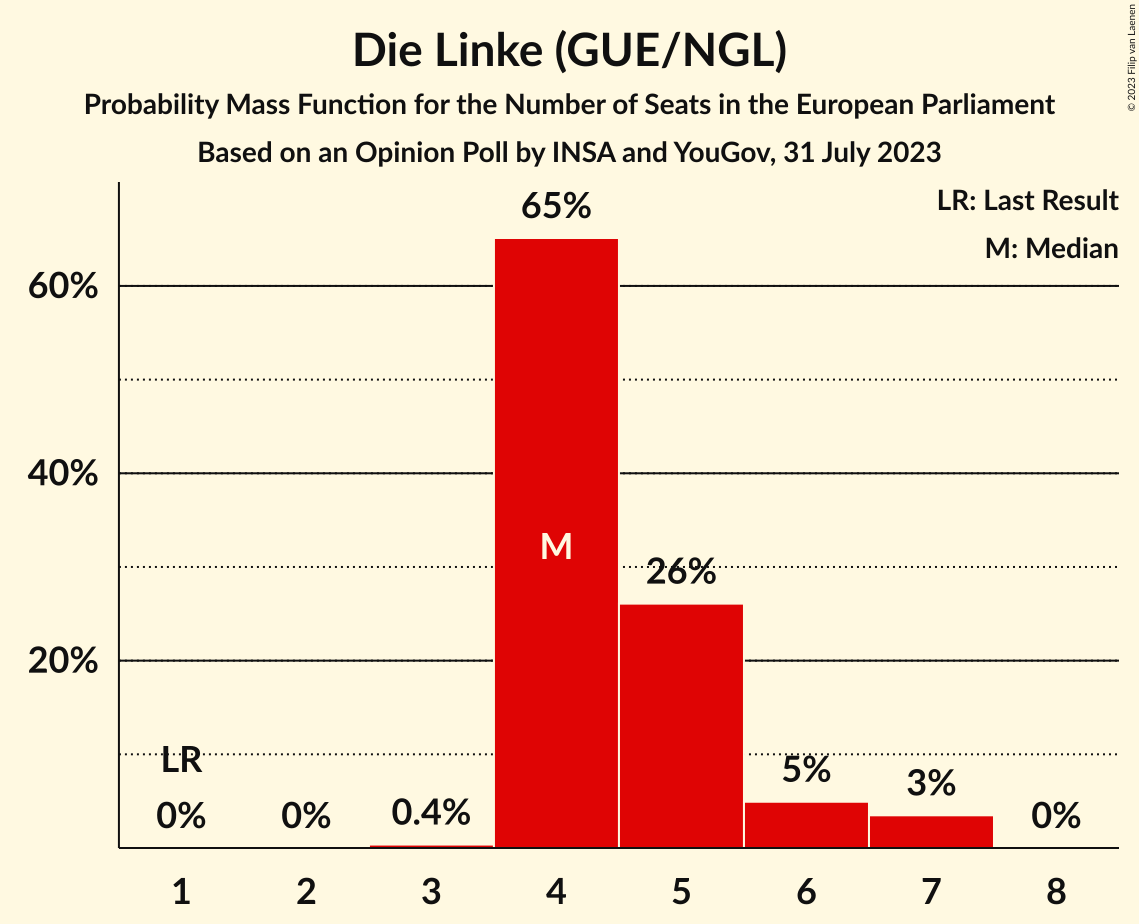 Die Linke (GUE/NGL)
Probability Mass Function for the Number of Seats in the European Parliament
Based on an Opinion Poll by INSA and YouGov, 31 July 2023
© 2023 Filip van Laenen
LR: Last Result
M: Median
65%
60%
40%
M
26%
20%
LR
5%
3%
0%
0%
0.4%
0%
1 2 3 4 5 6 7 8